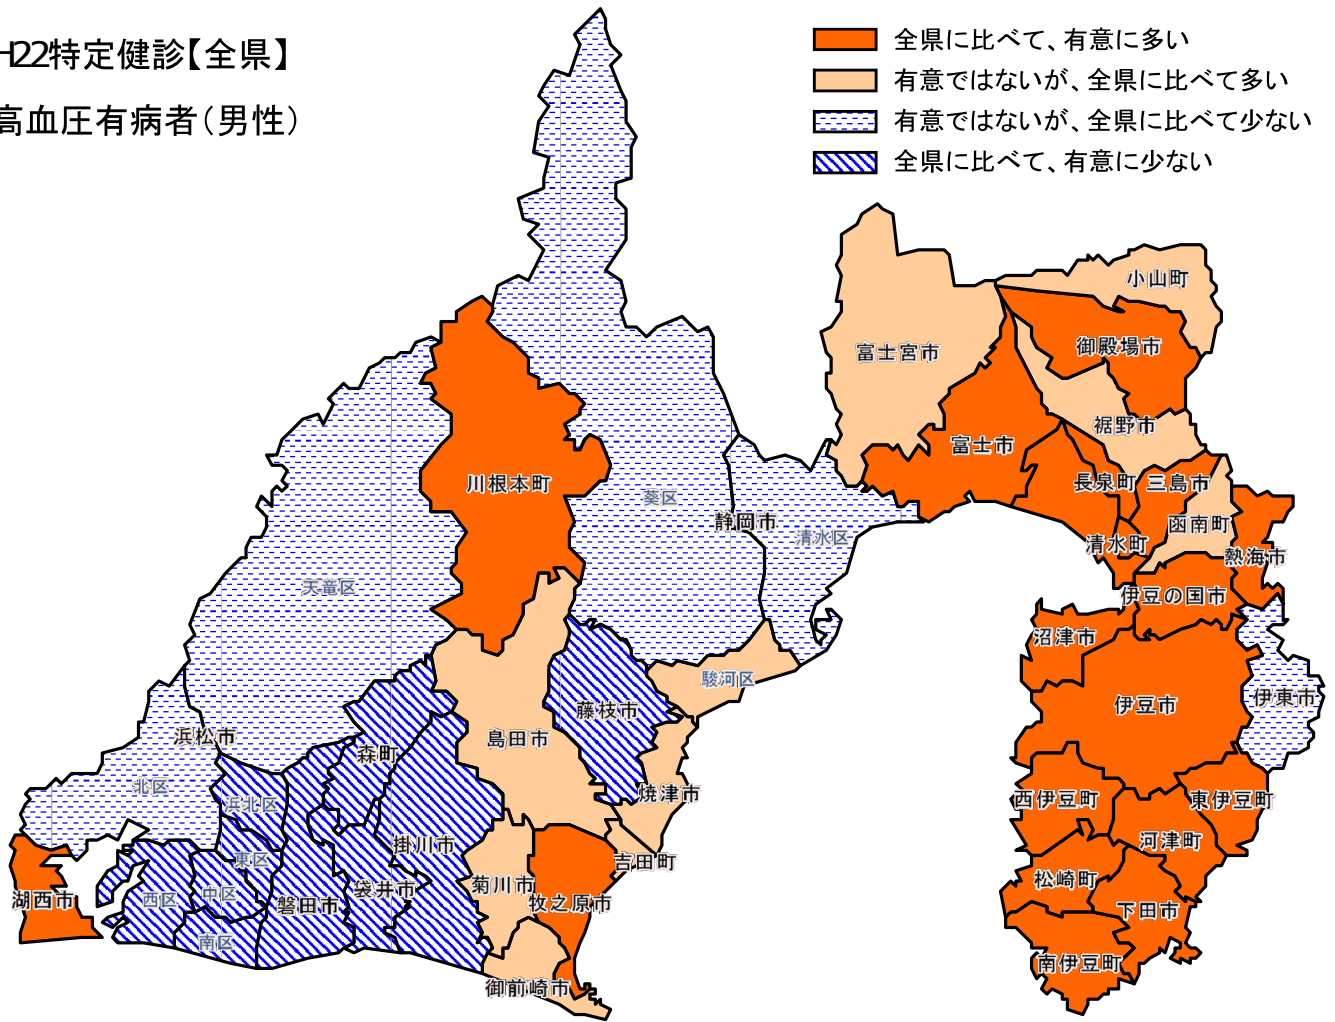 H22特定健診【全県】
高血圧有病者（男性）
全県に比べて、有意に多い
有意ではないが、全県に比べて多い
有意ではないが、全県に比べて少ない
全県に比べて、有意に少ない
小山町
御殿場市
富士宮市
裾野市
富士市
川根本町
長泉町
三島市
葵区
静岡市
函南町
清水区
清水町
熱海市
天竜区
伊豆の国市
沼津市
駿河区
伊東市
伊豆市
藤枝市
浜松市
島田市
森町
北区
焼津市
浜北区
西伊豆町
東伊豆町
掛川市
河津町
東区
吉田町
松崎町
菊川市
袋井市
中区
西区
湖西市
磐田市
牧之原市
下田市
南区
南伊豆町
御前崎市